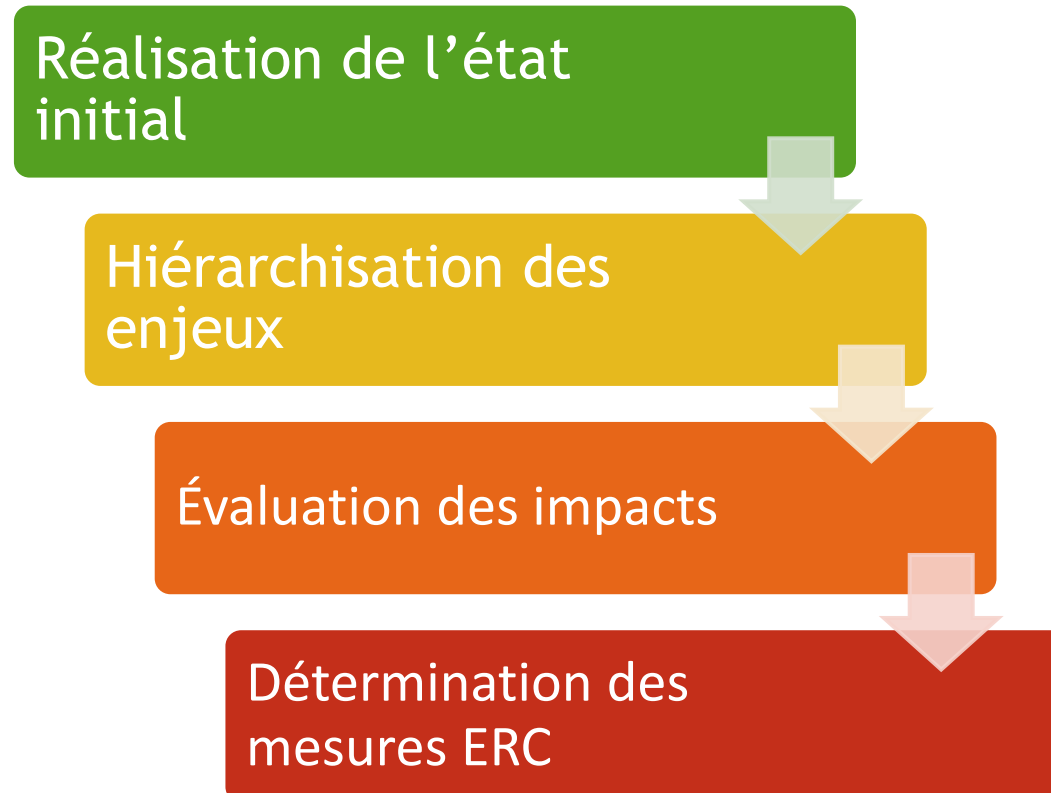 Réalisation de l’état
initial
Hiérarchisation des
enjeux
Évaluation des impacts
Détermination des
mesures ERC